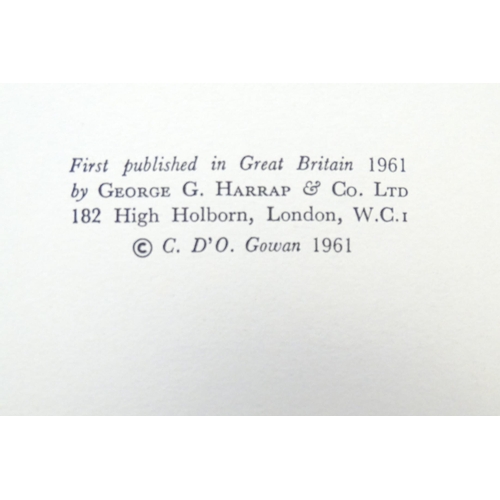 First published in Great Britain 1961
by George G. Harrap & Co. Ltd
182 High Holborn, London, W.C.1
© C. D'O. Gowan 1961